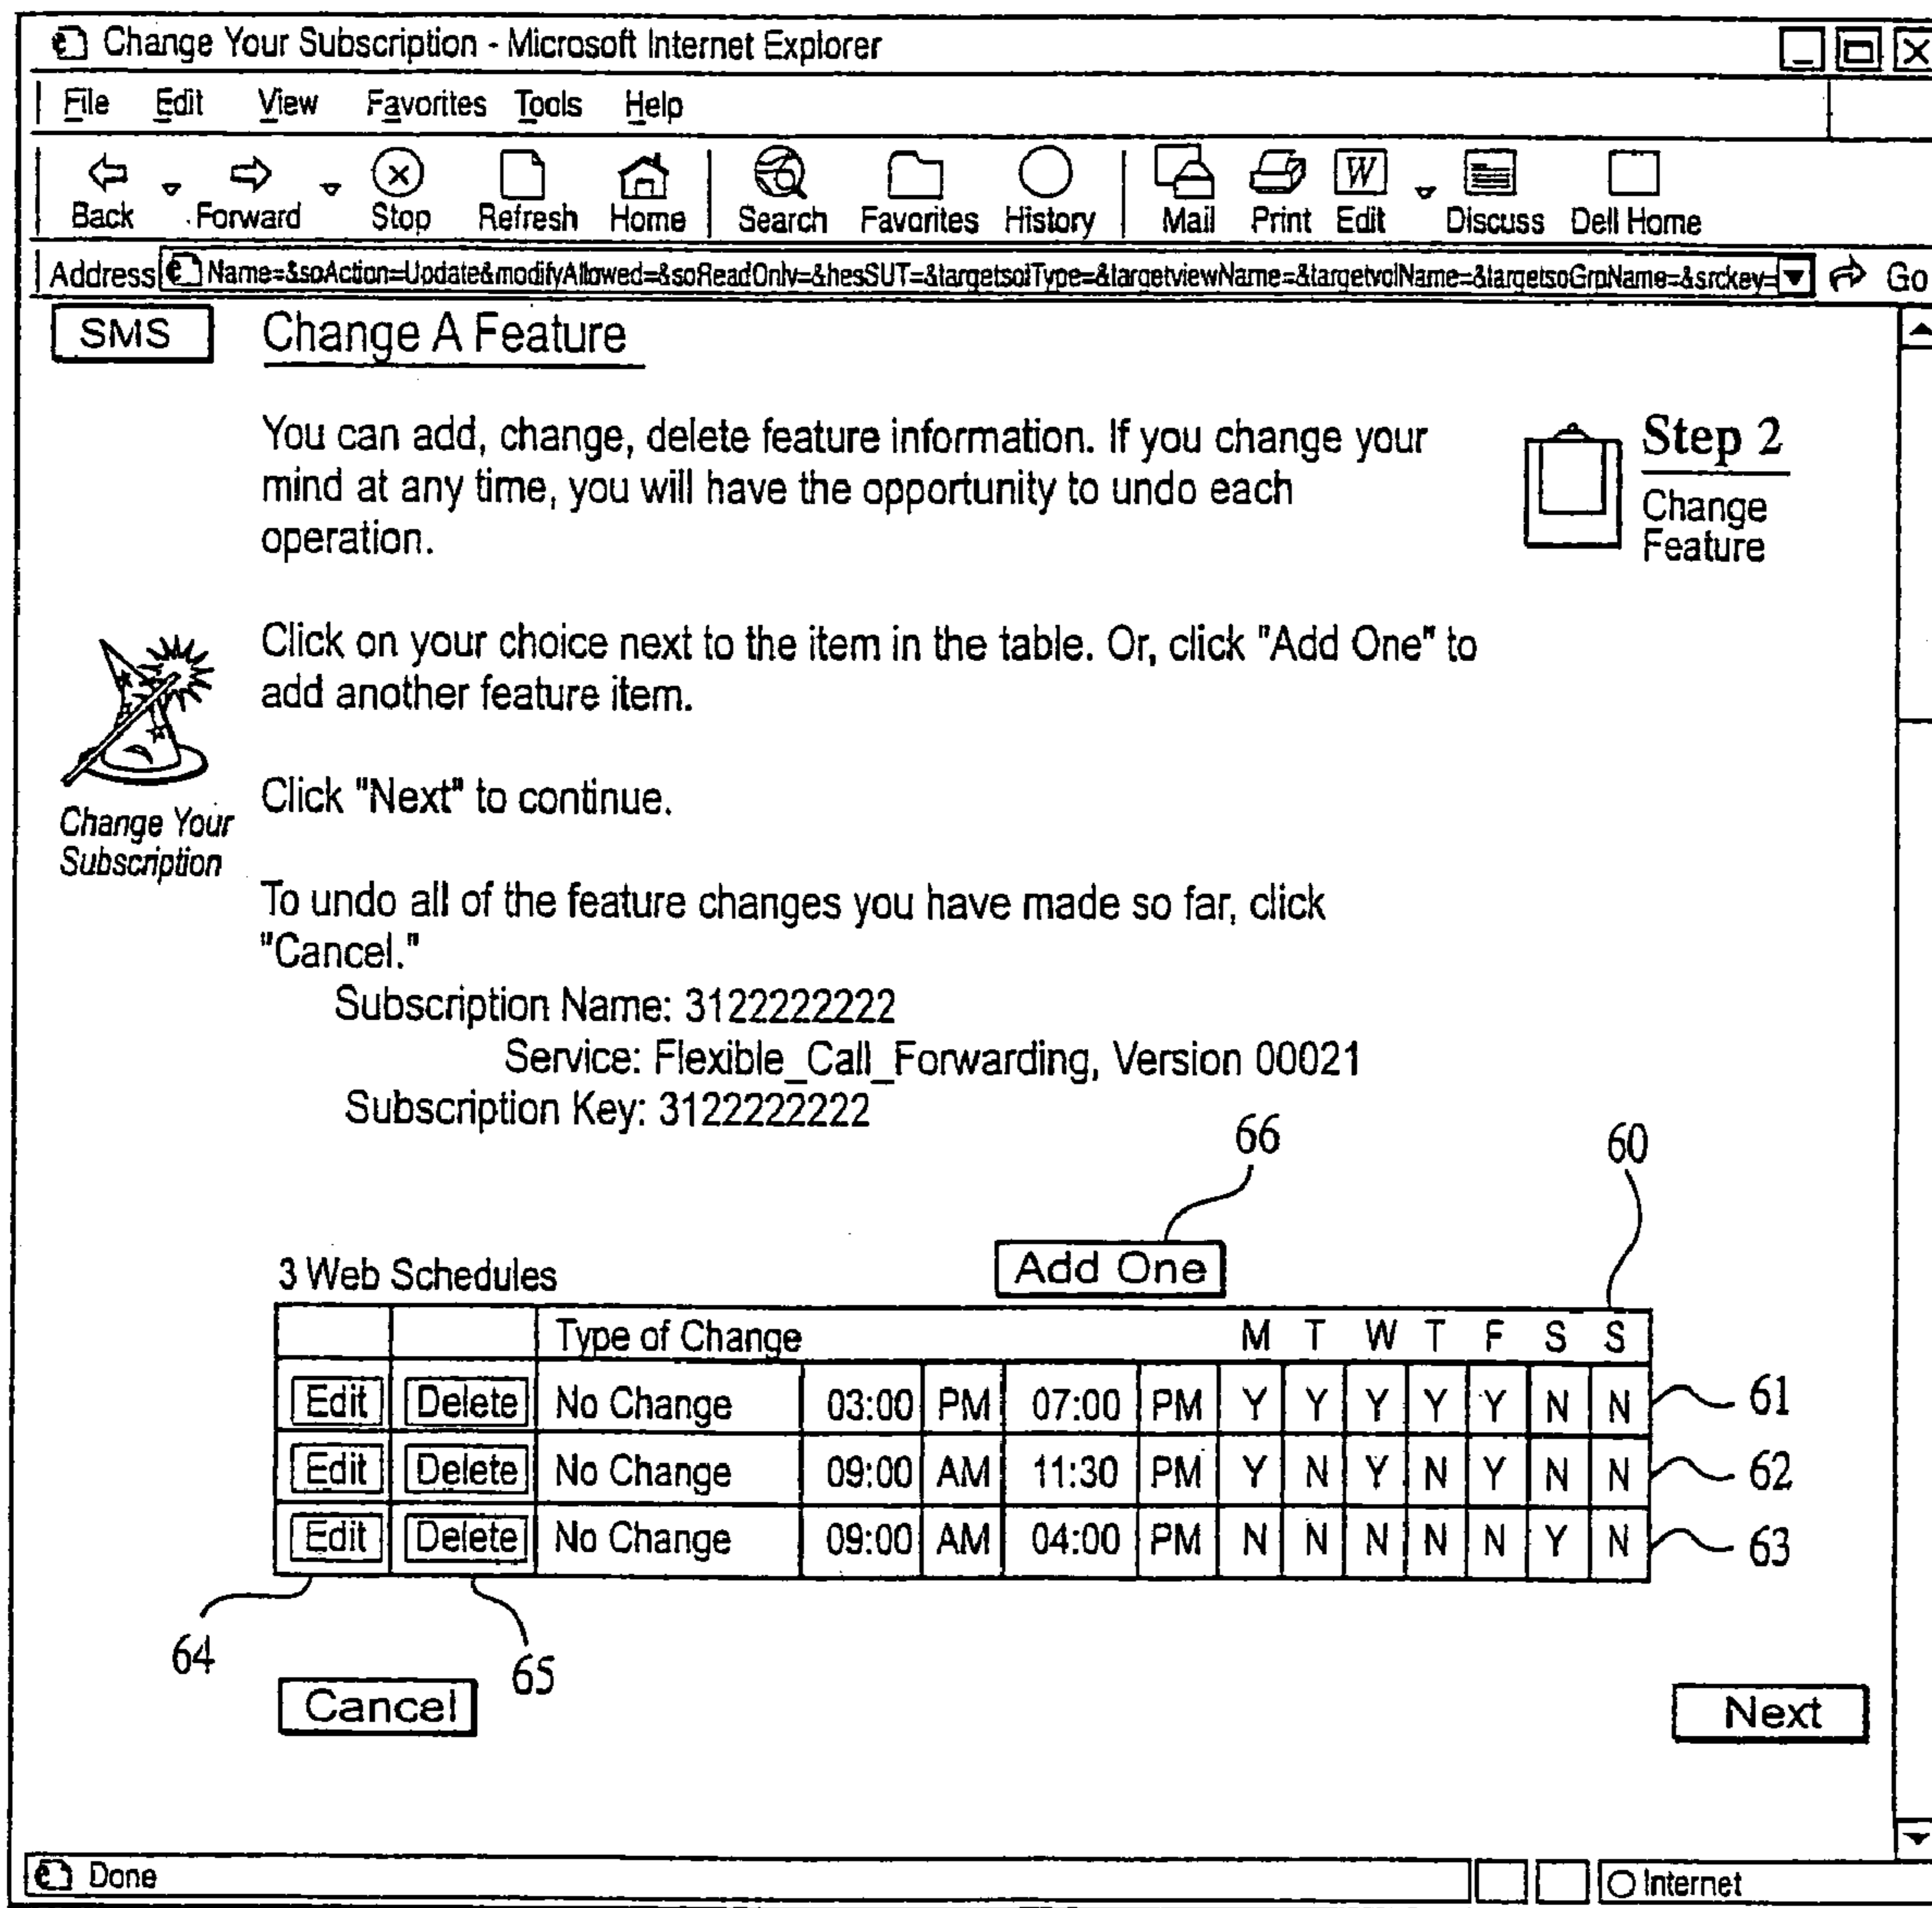 Change Your Subscription - Microsoft Internet Explorer
File Edit View Favorites Tools Help
Back Forward Stop Refresh Home Search Favorites History Mail Print Edit Discuss Dell Home
W
Address Name=&soAction=Update&modifyAllowed=&soReadOnly=&hesSUT=&targetsolType=&targetviewName=&targetvolName=&targetsoGrpName=&srckey= Go
SMS Change A Feature
You can add, change, delete feature information. If you change your
mind at any time, you will have the opportunity to undo each
operation.
Step 2
Change
Feature
Click on your choice next to the item in the table. Or, click "Add One" to
add another feature item.
Click "Next" to continue.
Change Your
Subscription
To undo all of the feature changes you have made so far, click
"Cancel."
Subscription Name: 3122222222
Service: Flexible_Call_Forwarding, Version 00021
Subscription Key: 3122222222
66 60
3 Web Schedules Add One
Type of Change M T W T F S S
Edit Delete No Change 03:00 PM 07:00 PM Y Y Y Y Y N N 61
Edit Delete No Change 09:00 AM 11:30 PM Y N Y N Y N N 62
Edit Delete No Change 09:00 AM 04:00 PM N N N N N Y N 63
64 65
Cancel Next
Done Internet